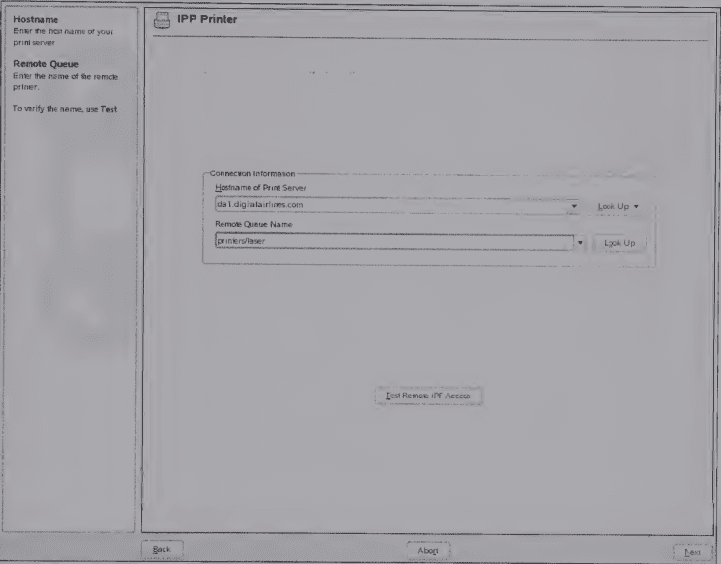 Hostname
Enter the host name of your
print server
Remote Queue
Enter the name of the remote
printer.
To verify the name, use Test
IPP Printer
Connection Information
Hostname of Print Server
da1.digitalairlines.com
Look Up
Remote Queue Name
printers/laser
Look Up
Test Remote IPP Access
Back
Abort
Next